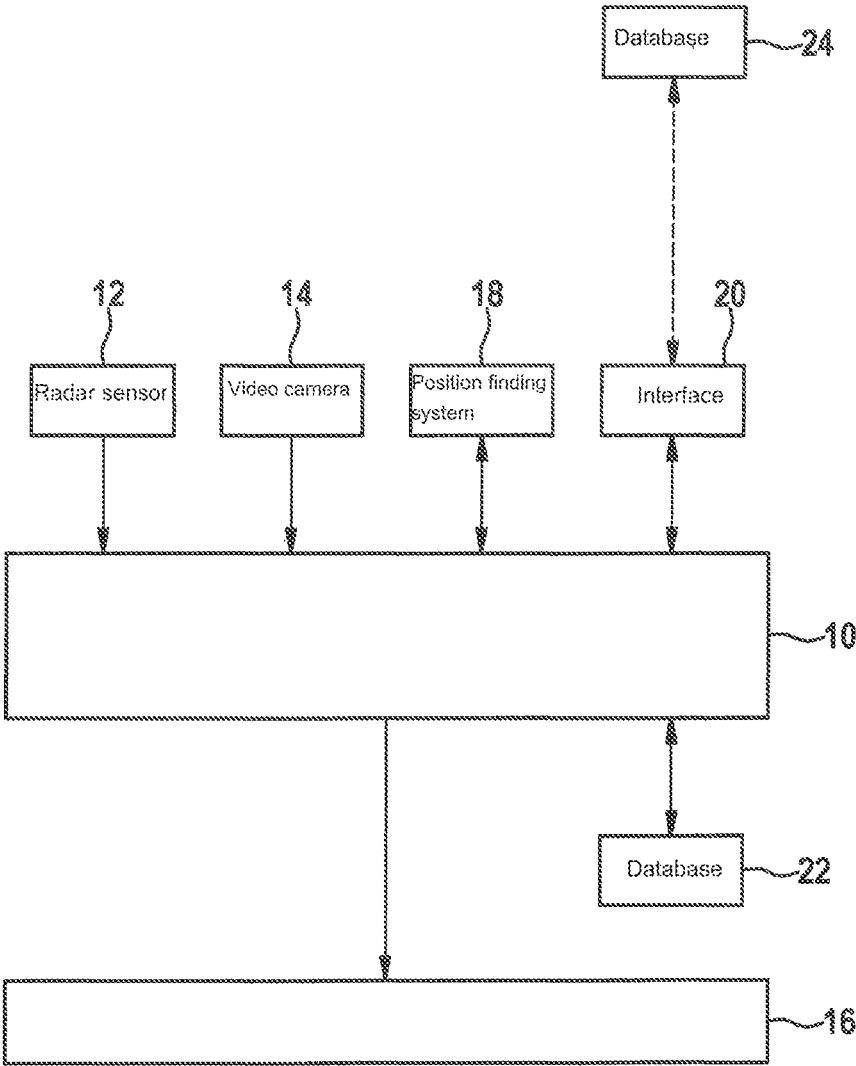 Database
24
12
14
18
20
Radar sensor
Video camera
Position finding
system
Interface
10
Database
22
16